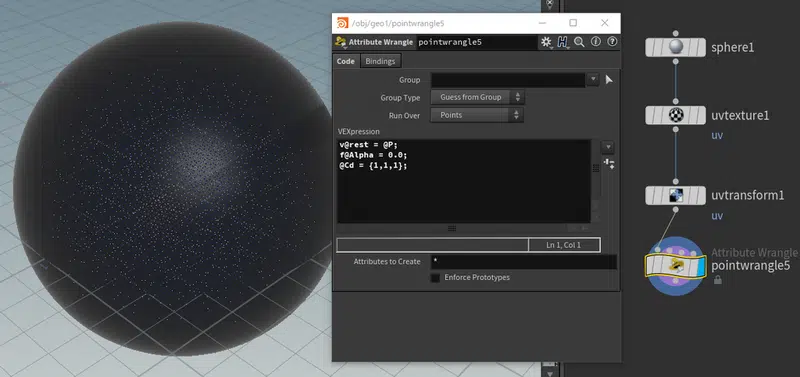 /obj/geo1/pointwrangle5
Attribute Wrangle pointwrangle5
Code Bindings
Group
Group Type Guess from Group
Run Over Points
VEXpression
v@rest = @P;
f@Alpha = 0.0;
@Cd = {1,1,1};
Ln 1, Col 1
Attributes to Create *
Enforce Prototypes
sphere1
uvtexture1
uv
uvtransform1
uv
Attribute Wrangle
pointwrangle5